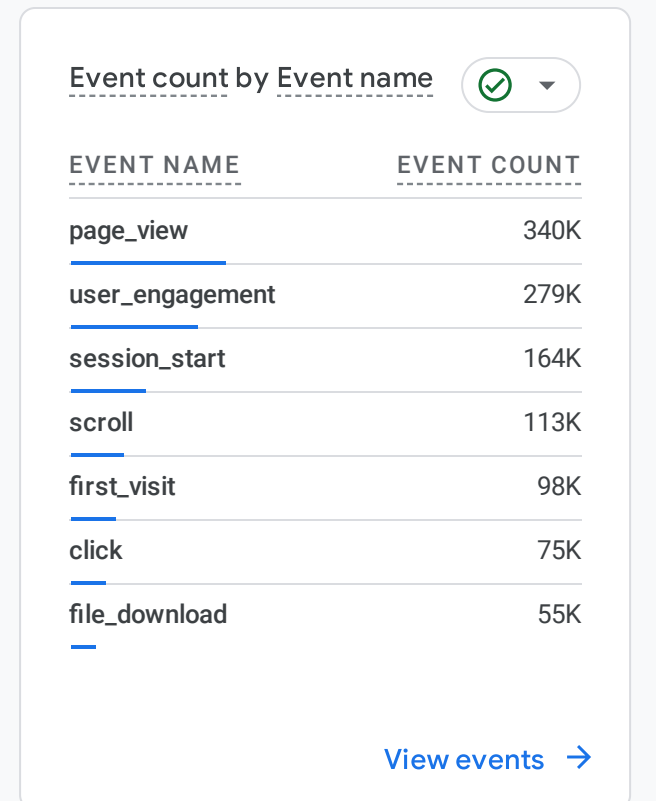 Event count by Event name
EVENT NAME EVENT COUNT
page_view 340K
user_engagement 279K
session_start 164K
scroll 113K
first_visit 98K
click 75K
file_download 55K
View events